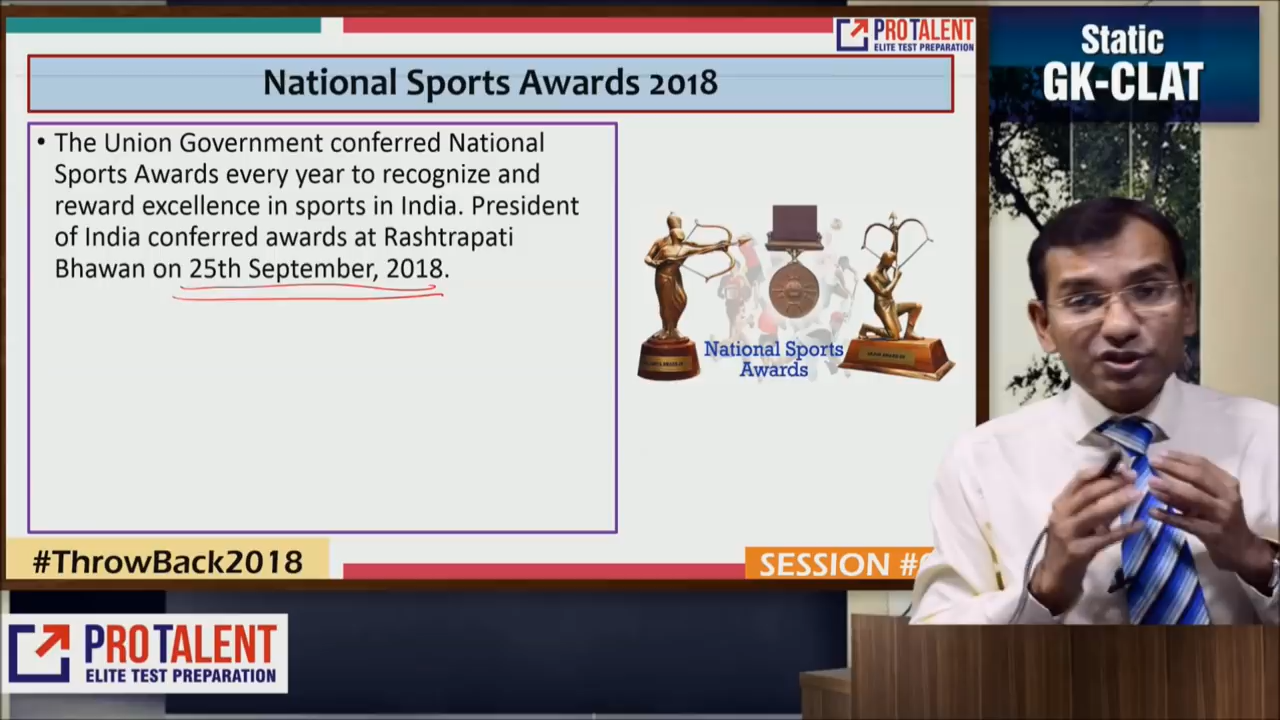 PROTALENT
ELITE TEST PREPARATION
Static
GK-CLAT
National Sports Awards 2018
• The Union Government conferred National
Sports Awards every year to recognize and
reward excellence in sports in India. President
of India conferred awards at Rashtrapati
Bhawan on 25th September, 2018.
National Sports
Awards
#ThrowBack2018
SESSION #
PROTALENT
ELITE TEST PREPARATION